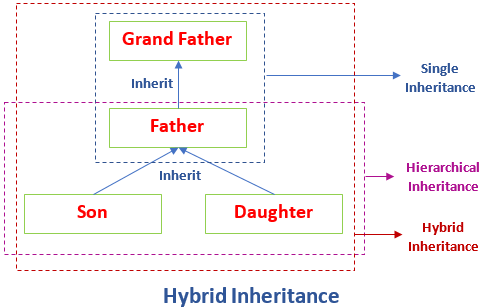 Grand Father
Single
Inheritance
Inherit
Father
Hierarchical
Inheritance
Inherit
Son
Daughter
Hybrid
Inheritance
Hybrid Inheritance